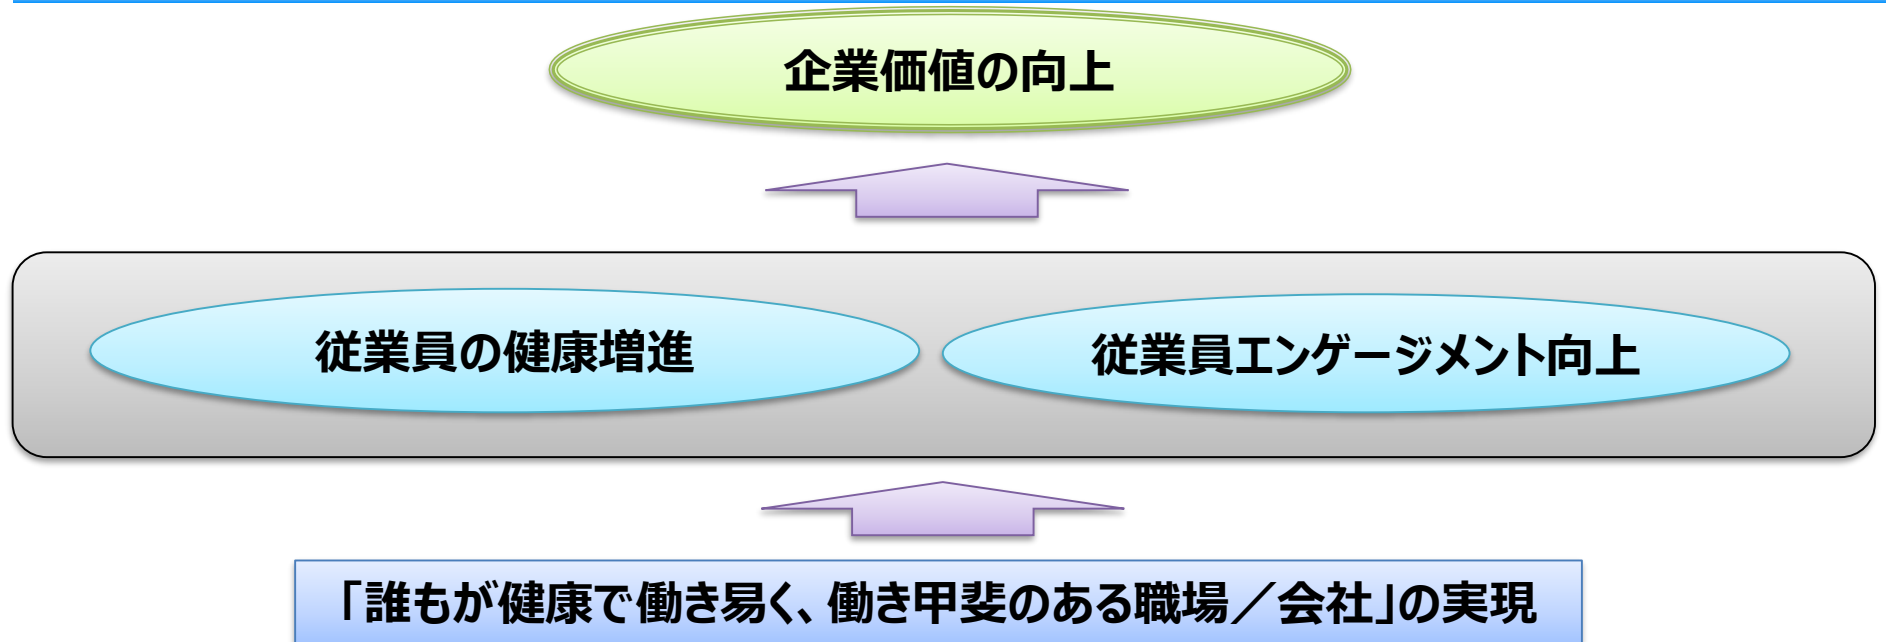 企業価値の向上
従業員の健康増進
従業員エンゲージメント向上
「誰もが健康で働き易く、働き甲斐のある職場／会社」の実現